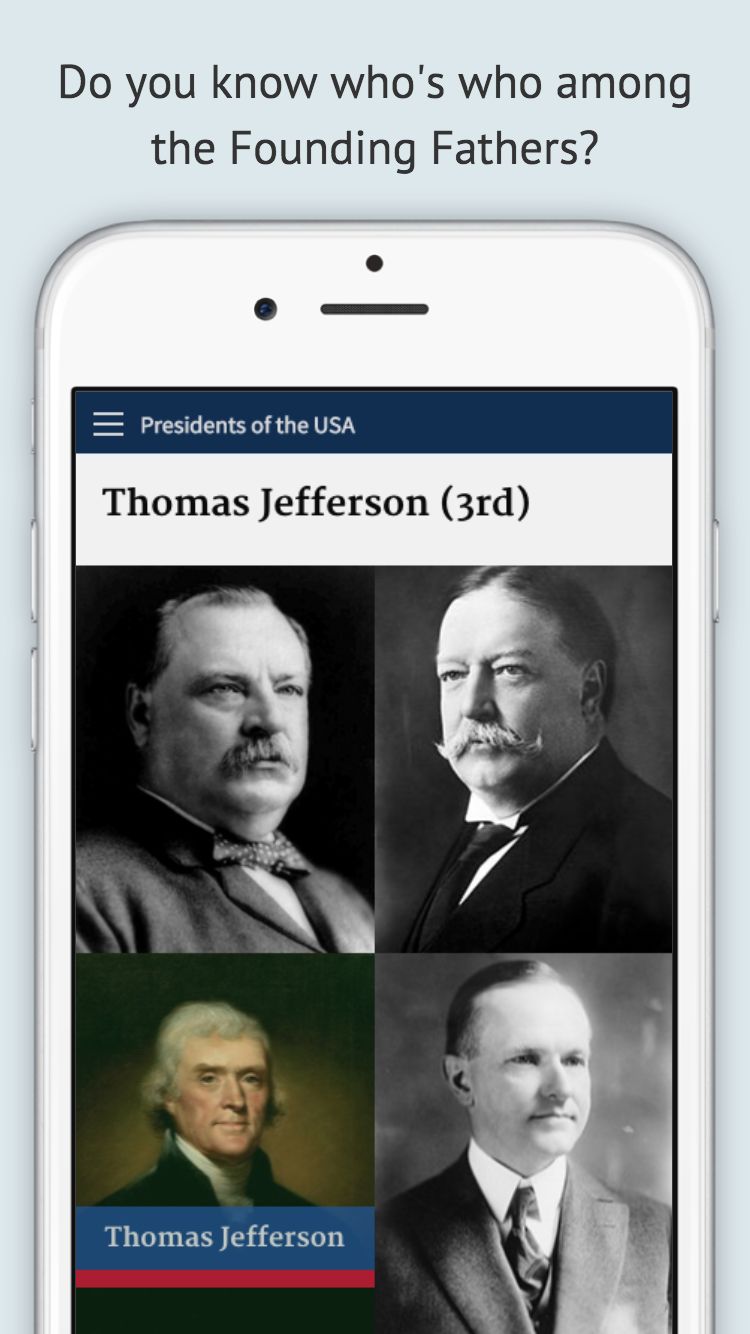 Do you know who's who among
the Founding Fathers?
Presidents of the USA
Thomas Jefferson (3rd)
Thomas Jefferson